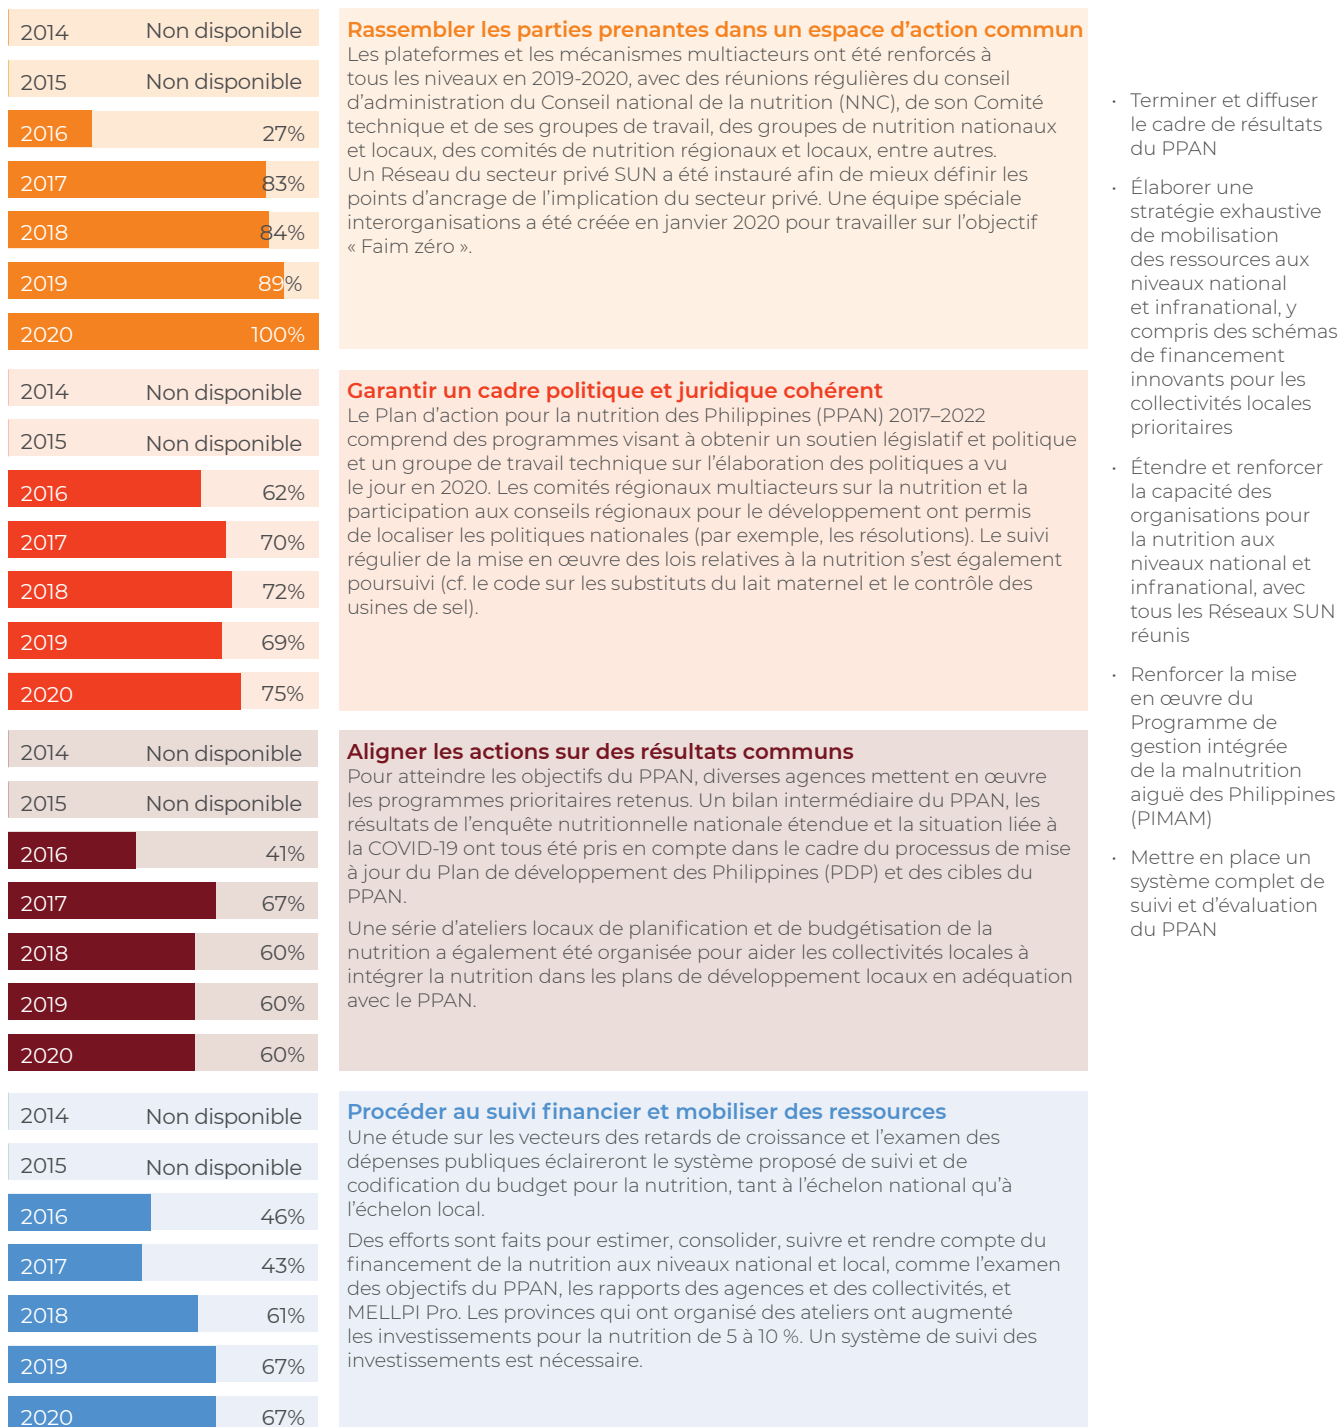 2014 Non disponible
2015 Non disponible
2016 27%
2017 83%
2018 84%
2019 89%
2020 100%
Rassembler les parties prenantes dans un espace d’action commun
Les plateformes et les mécanismes multiacteurs ont été renforcés à
tous les niveaux en 2019-2020, avec des réunions régulières du conseil
d’administration du Conseil national de la nutrition (NNC), de son Comité
technique et de ses groupes de travail, des groupes de nutrition nationaux
et locaux, des comités de nutrition régionaux et locaux, entre autres.
Un Réseau du secteur privé SUN a été instauré afin de mieux définir les
points d’ancrage de l’implication du secteur privé. Une équipe spéciale
interorganisations a été créée en janvier 2020 pour travailler sur l’objectif
« Faim zéro ».
2014 Non disponible
2015 Non disponible
2016 62%
2017 70%
2018 72%
2019 69%
2020 75%
Garantir un cadre politique et juridique cohérent
Le Plan d’action pour la nutrition des Philippines (PPAN) 2017–2022
comprend des programmes visant à obtenir un soutien législatif et politique
et un groupe de travail technique sur l’élaboration des politiques a vu
le jour en 2020. Les comités régionaux multiacteurs sur la nutrition et la
participation aux conseils régionaux pour le développement ont permis
de localiser les politiques nationales (par exemple, les résolutions). Le suivi
régulier de la mise en œuvre des lois relatives à la nutrition s’est également
poursuivi (cf. le code sur les substituts du lait maternel et le contrôle des
usines de sel).
2014 Non disponible
2015 Non disponible
2016 41%
2017 67%
2018 60%
2019 60%
2020 60%
Aligner les actions sur des résultats communs
Pour atteindre les objectifs du PPAN, diverses agences mettent en œuvre
les programmes prioritaires retenus. Un bilan intermédiaire du PPAN, les
résultats de l’enquête nutritionnelle nationale étendue et la situation liée à
la COVID-19 ont tous été pris en compte dans le cadre du processus de mise
à jour du Plan de développement des Philippines (PDP) et des cibles du
PPAN.
Une série d’ateliers locaux de planification et de budgétisation de la
nutrition a également été organisée pour aider les collectivités locales à
intégrer la nutrition dans les plans de développement locaux en adéquation
avec le PPAN.
2014 Non disponible
2015 Non disponible
2016 46%
2017 43%
2018 61%
2019 67%
2020 67%
Procéder au suivi financier et mobiliser des ressources
Une étude sur les vecteurs des retards de croissance et l’examen des
dépenses publiques éclaireront le système proposé de suivi et de
codification du budget pour la nutrition, tant à l’échelon national qu’à
l’échelon local.
Des efforts sont faits pour estimer, consolider, suivre et rendre compte du
financement de la nutrition aux niveaux national et local, comme l’examen
des objectifs du PPAN, les rapports des agences et des collectivités, et
MELLPI Pro. Les provinces qui ont organisé des ateliers ont augmenté
les investissements pour la nutrition de 5 à 10 %. Un système de suivi des
investissements est nécessaire.
• Terminer et diffuser
le cadre de résultats
du PPAN
• Élaborer une
stratégie exhaustive
de mobilisation
des ressources aux
niveaux national
et infranational, y
compris des schémas
de financement
innovants pour les
collectivités locales
prioritaires
• Étendre et renforcer
la capacité des
organisations pour
la nutrition aux
niveaux national et
infranational, avec
tous les Réseaux SUN
réunis
• Renforcer la mise
en œuvre du
Programme de
gestion intégrée
de la malnutrition
aiguë des Philippines
(PIMAM)
• Mettre en place un
système complet de
suivi et d’évaluation
du PPAN